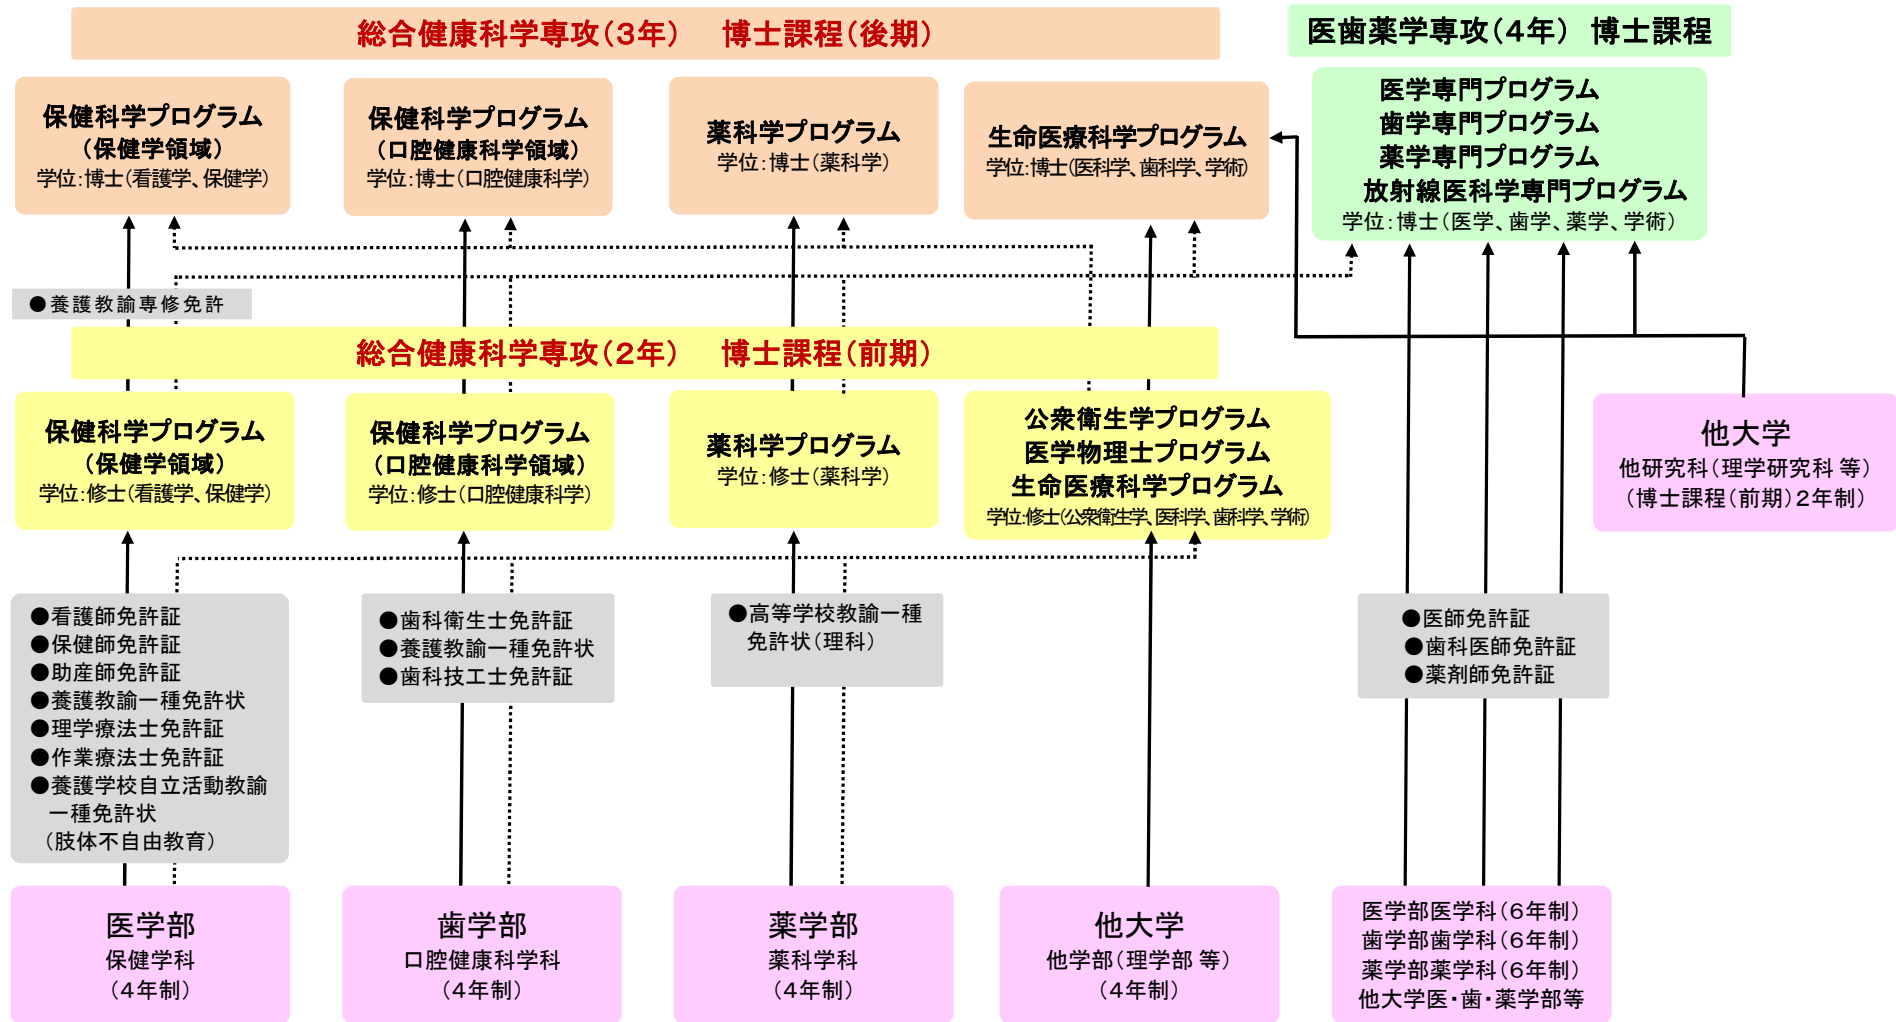 総合健康科学専攻（3年）　博士課程（後期）
医歯薬学専攻（4年）　博士課程
保健科学プログラム
（保健学領域）
学位：博士（看護学、保健学）
保健科学プログラム
（口腔健康科学領域）
学位：博士（口腔健康科学）
薬科学プログラム
学位：博士（薬科学）
生命医療科学プログラム
学位：博士（医科学、歯科学、学術）
医学専門プログラム
歯学専門プログラム
薬学専門プログラム
放射線医科学専門プログラム
学位：博士（医学、歯学、薬学、学術）
●養護教諭専修免許
総合健康科学専攻（2年）　博士課程（前期）
保健科学プログラム
（保健学領域）
学位：修士（看護学、保健学）
保健科学プログラム
（口腔健康科学領域）
学位：修士（口腔健康科学）
薬科学プログラム
学位：修士（薬科学）
公衆衛生学プログラム
医学物理士プログラム
生命医療科学プログラム
学位:修士（公衆衛生学、医科学、歯科学、学術）
他大学
他研究科（理学研究科 等）
（博士課程（前期）2年制）
●看護師免許証
●保健師免許証
●助産師免許証
●養護教諭一種免許状
●理学療法士免許証
●作業療法士免許証
●養護学校自立活動教諭
一種免許状
（肢体不自由教育）
●歯科衛生士免許証
●養護教諭一種免許状
●歯科技工士免許証
●高等学校教諭一種
免許状（理科）
●医師免許証
●歯科医師免許証
●薬剤師免許証
医学部
保健学科
（4年制）
歯学部
口腔健康科学科
（4年制）
薬学部
薬科学科
（4年制）
他大学
他学部（理学部 等）
（4年制）
医学部医学科（6年制）
歯学部歯学科（6年制）
薬学部薬学科（6年制）
他大学医・歯・薬学部等